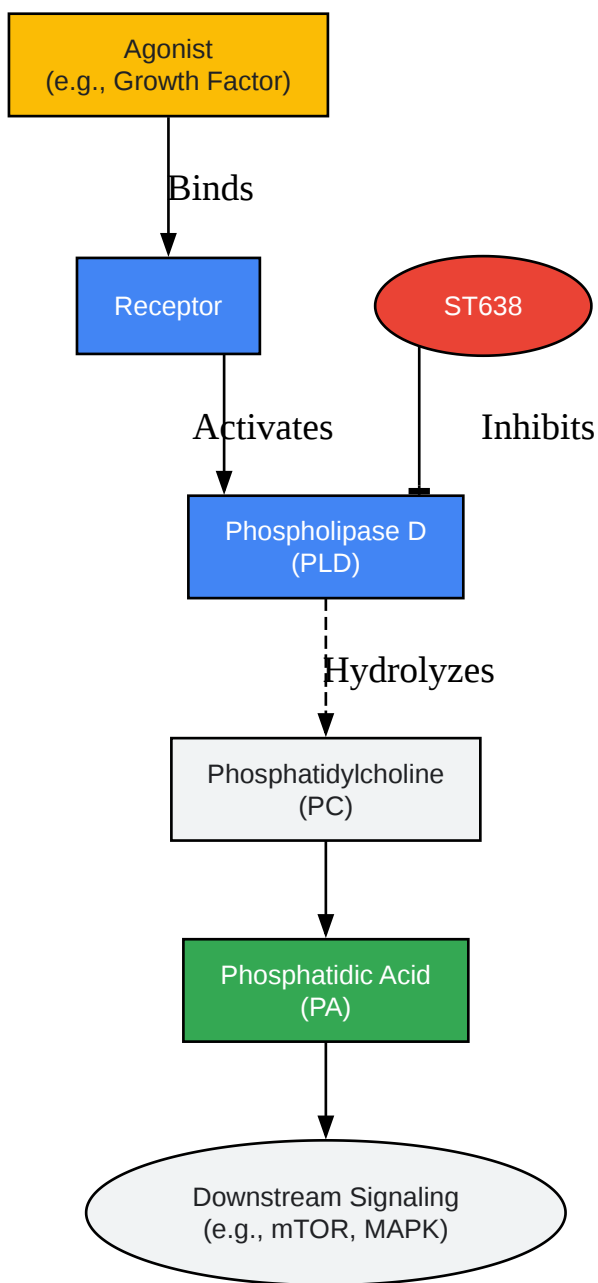 Agonist
(e.g., Growth Factor)
Binds
Receptor
ST638
Activates
Inhibits
Phospholipase D
(PLD)
Hydrolyzes
Phosphatidylcholine
(PC)
Phosphatidic Acid
(PA)
Downstream Signaling
(e.g., mTOR, MAPK)